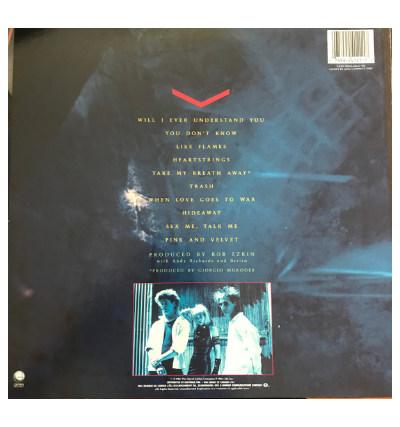 WILL I EVER UNDERSTAND YOU
YOU DON'T KNOW
LIKE FLAMES
HEARTSTRINGS
TAKE MY BREATH AWAY*
TRASH
WHEN LOVE GOES TO WAR
HIDEAWAY
SEX ME, TALK ME
PINK AND VELVET
PRODUCED BY BOB EZRIN
with Andy Richards and Berlin
*PRODUCED BY GIORGIO MORODER